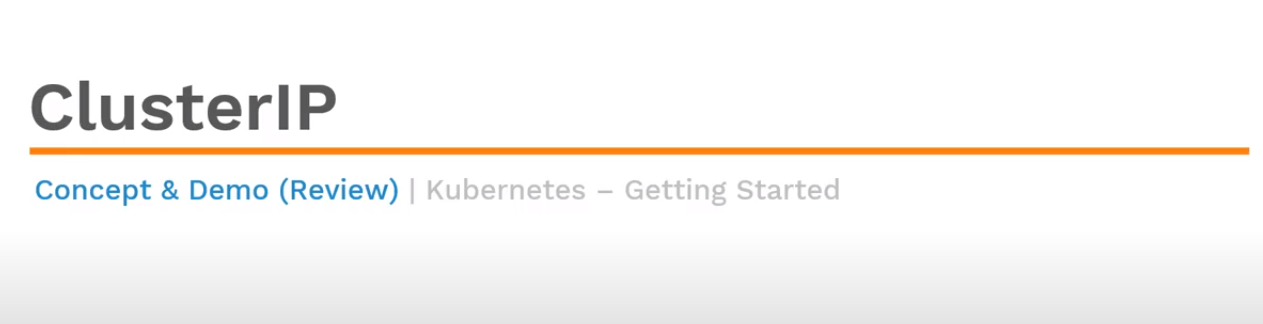 ClusterIP
Concept & Demo (Review) | Kubernetes – Getting Started